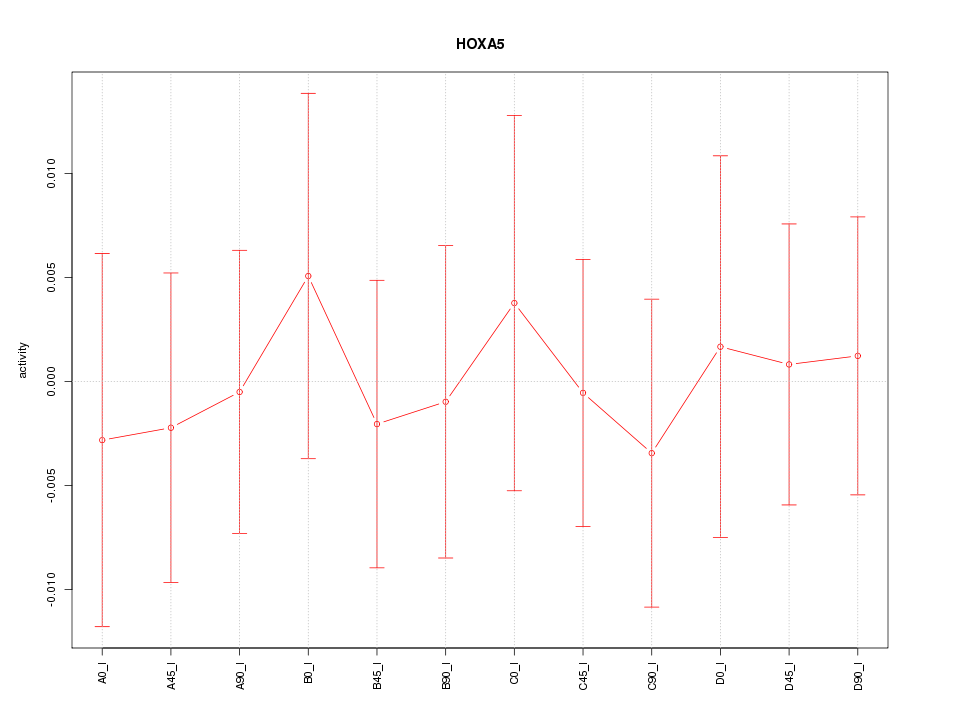 HOXA5
activity
0.010
0.005
0.000
-0.005
-0.010
A0_I
A45_I
A90_I
B0_I
B45_I
B90_I
C0_I
C45_I
C90_I
D0_I
D45_I
D90_I